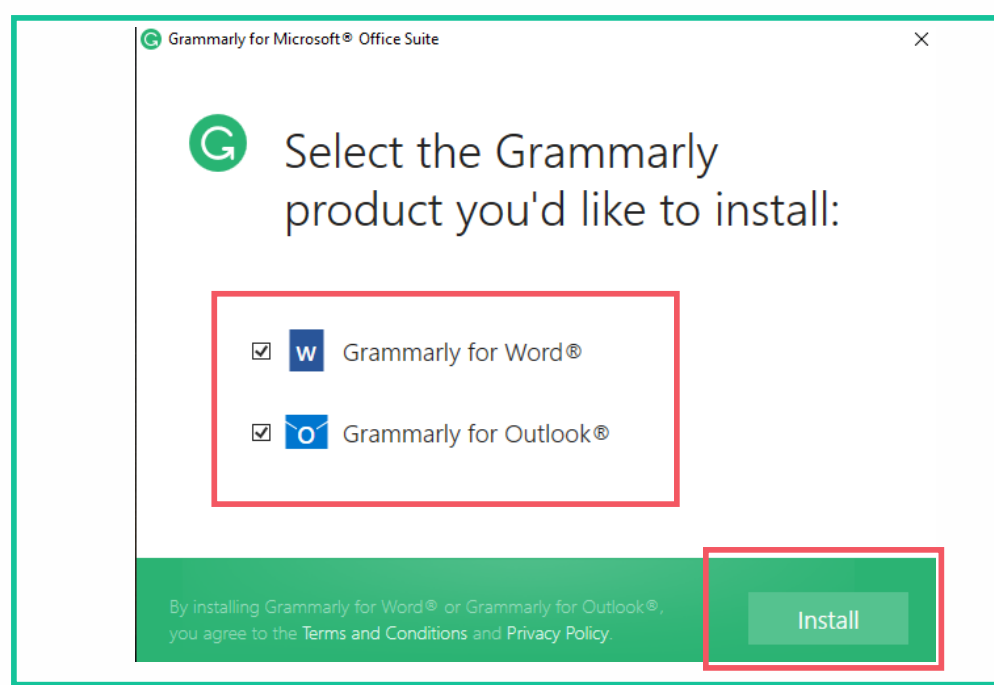 Grammarly for Microsoft® Office Suite
Select the Grammarly
product you'd like to install:
W Grammarly for Word®
O Grammarly for Outlook®
By installing Grammarly for Word® or Grammarly for Outlook®,
you agree to the Terms and Conditions and Privacy Policy.
Install